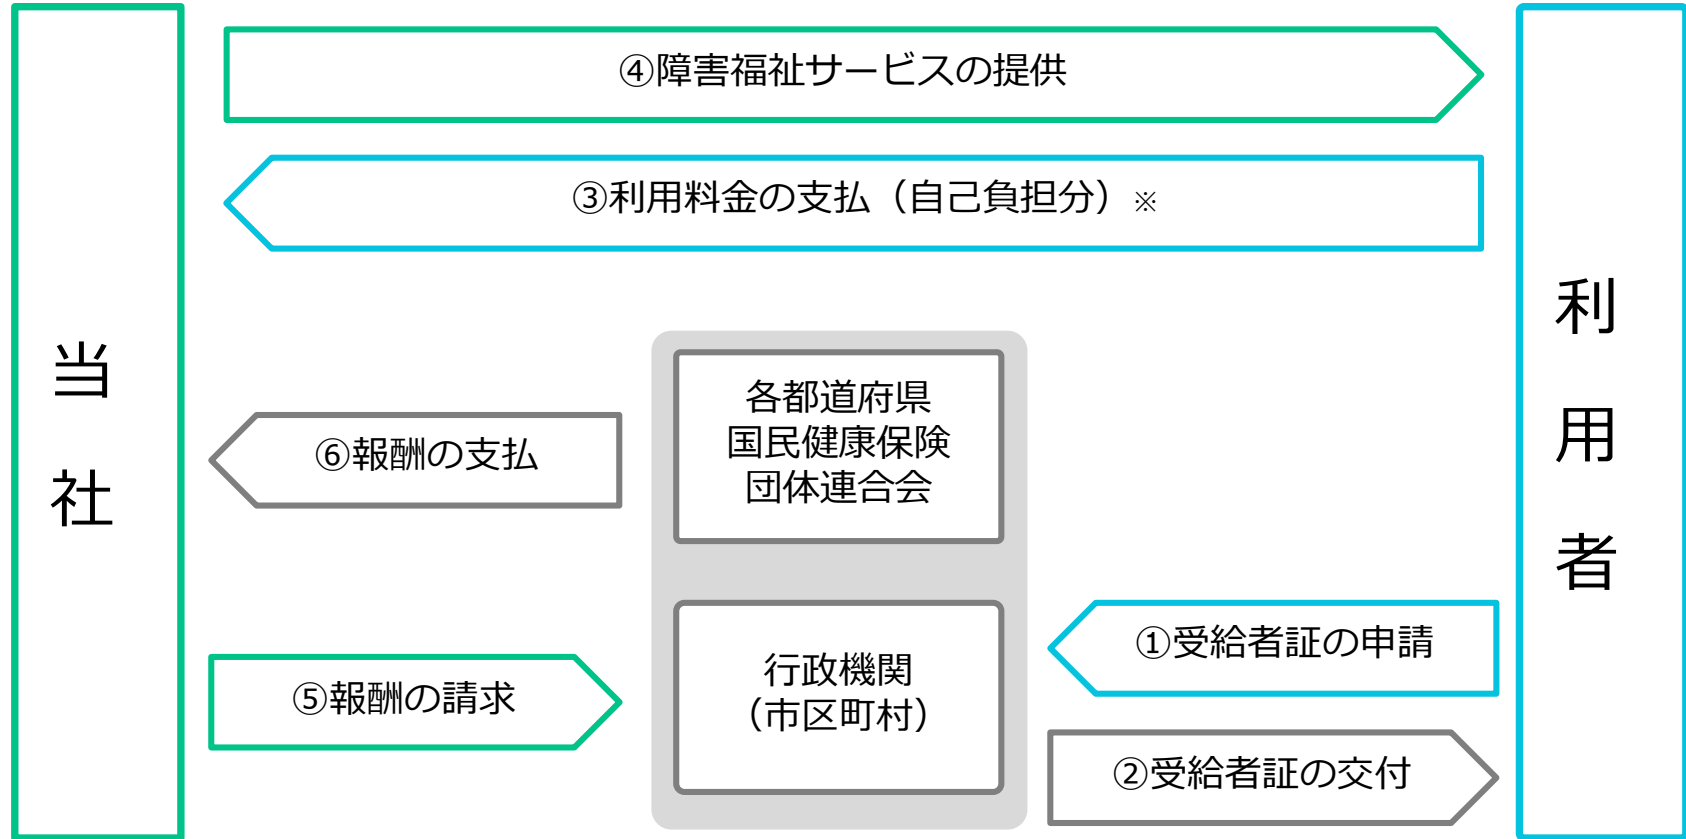 ④障害福祉サービスの提供
③利用料金の支払（自己負担分）※
当社
利用者
各都道府県
国民健康保険
団体連合会
⑥報酬の支払
①受給者証の申請
行政機関
（市区町村）
⑤報酬の請求
②受給者証の交付